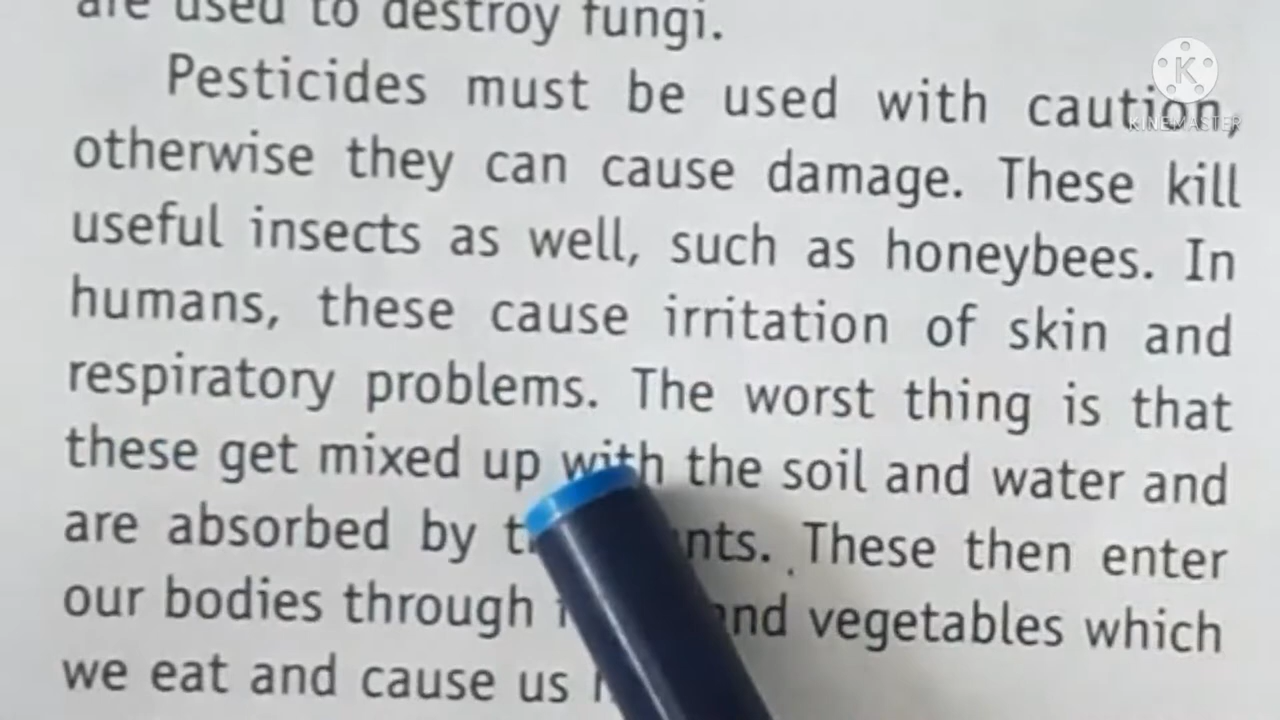 are used to destroy fungi.
Pesticides must be used with caution,
otherwise they can cause damage. These kill
useful insects as well, such as honeybees. In
humans, these cause irritation of skin and
respiratory problems. The worst thing is that
these get mixed up with the soil and water and
are absorbed by . These then enter
our bodies through and vegetables which
we eat and cause us
K
KINEMASTER